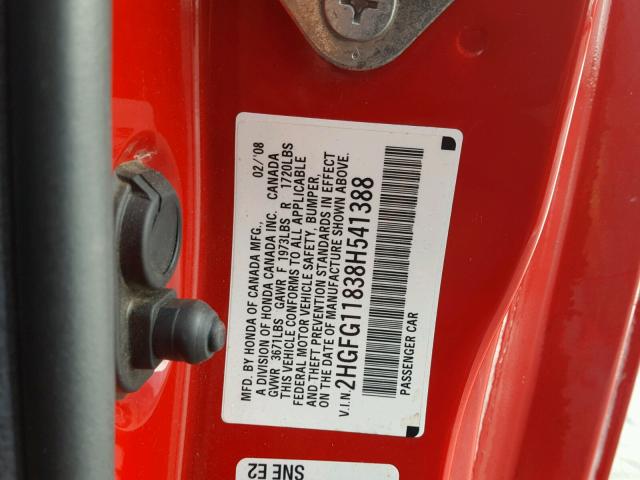 MFD. BY HONDA OF CANADA MFG., 02/'08
A DIVISION OF HONDA CANADA INC. CANADA
GVWR 3671LBS GAWR F 1973LBS R 1720LBS
THIS VEHICLE CONFORMS TO ALL APPLICABLE
FEDERAL MOTOR VEHICLE SAFETY, BUMPER,
AND THEFT PREVENTION STANDARDS IN EFFECT
ON THE DATE OF MANUFACTURE SHOWN ABOVE.
V.I.N. 2HGFG11838H541388
PASSENGER CAR
SNE E2